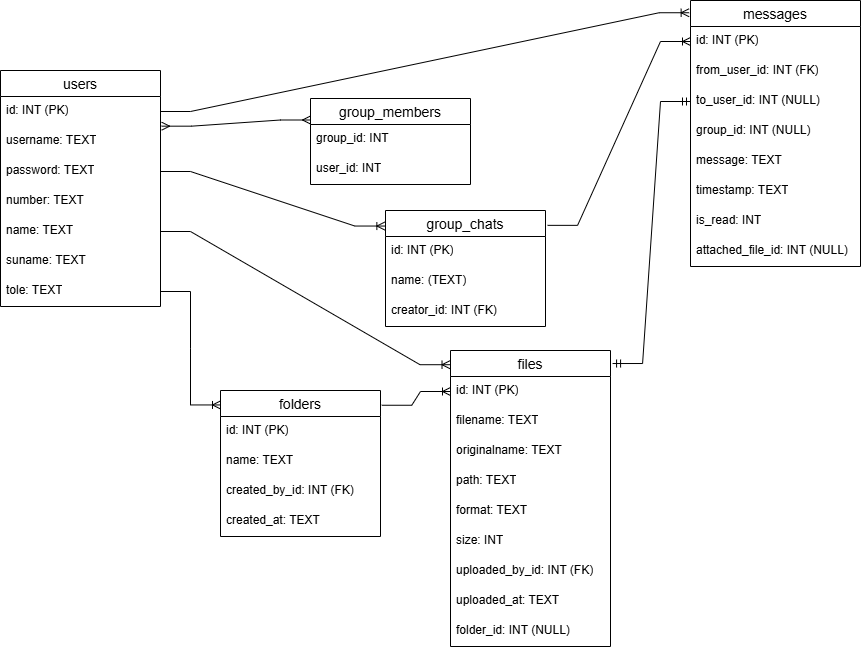 users
id: INT (PK)
username: TEXT
password: TEXT
number: TEXT
name: TEXT
suname: TEXT
tole: TEXT
group_members
group_id: INT
user_id: INT
group_chats
id: INT (PK)
name: (TEXT)
creator_id: INT (FK)
messages
id: INT (PK)
from_user_id: INT (FK)
to_user_id: INT (NULL)
group_id: INT (NULL)
message: TEXT
timestamp: TEXT
is_read: INT
attached_file_id: INT (NULL)
folders
id: INT (PK)
name: TEXT
created_by_id: INT (FK)
created_at: TEXT
files
id: INT (PK)
filename: TEXT
originalname: TEXT
path: TEXT
format: TEXT
size: INT
uploaded_by_id: INT (FK)
uploaded_at: TEXT
folder_id: INT (NULL)